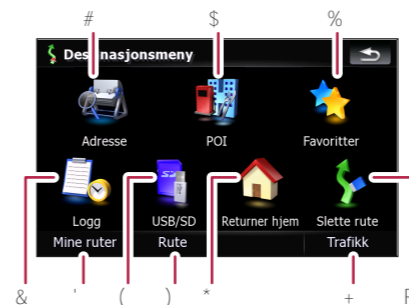 # $ %
Destinasjonsmeny
Adresse POI Favoritter
Logg USB/SD Returner hjem Slette rute
Mine ruter Rute Trafikk
& ' ( ) * +